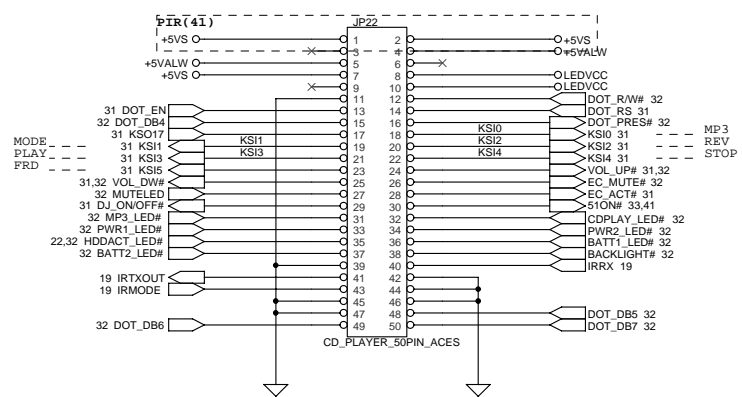 PIR(41) JP22
+5VS 1 2 +5VS
3 4 +5VALW
+5VALW 5 6
+5VS 7 8 LEDVCC
9 10 LEDVCC
11 12 DOT_R/W# 32
31 DOT_EN 13 14 DOT_RS 31
32 DOT_DB4 15 16 DOT_PRES# 32
31 KSO17 17 18 KSI0 KSI0 31 MP3
MODE 31 KSI1 KSI1 19 20 KSI2 KSI2 31 REV
PLAY 31 KSI3 KSI3 21 22 KSI4 KSI4 31 STOP
FRD 31 KSI5 23 24 VOL_UP# 31,32
31,32 VOL_DW# 25 26 EC_MUTE# 32
32 MUTELED 27 28 EC_ACT# 31
31 DJ_ON/OFF# 29 30 51ON# 33,41
32 MP3_LED# 31 32 CDPLAY_LED# 32
32 PWR1_LED# 33 34 PWR2_LED# 32
22,32 HDDACT_LED# 35 36 BATT1_LED# 32
32 BATT2_LED# 37 38 BACKLIGHT# 32
39 40 IRRX 19
19 IRTXOUT 41 42
19 IRMODE 43 44
45 46
47 48 DOT_DB5 32
32 DOT_DB6 49 50 DOT_DB7 32
CD_PLAYER_50PIN_ACES